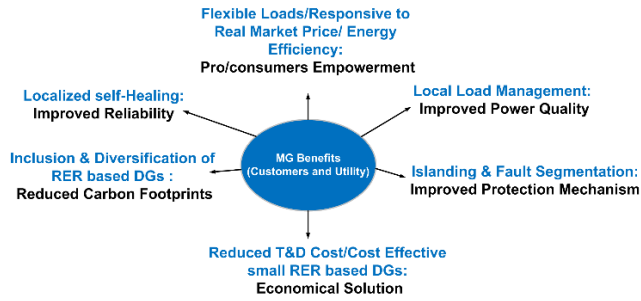 Flexible Loads/Responsive to
Real Market Price/ Energy
Efficiency:
Pro/consumers Empowerment
Localized self-Healing:
Improved Reliability
Local Load Management:
Improved Power Quality
MG Benefits
(Customers and Utility)
Inclusion & Diversification of
RER based DGs :
Reduced Carbon Footprints
Islanding & Fault Segmentation:
Improved Protection Mechanism
Reduced T&D Cost/Cost Effective
small RER based DGs:
Economical Solution